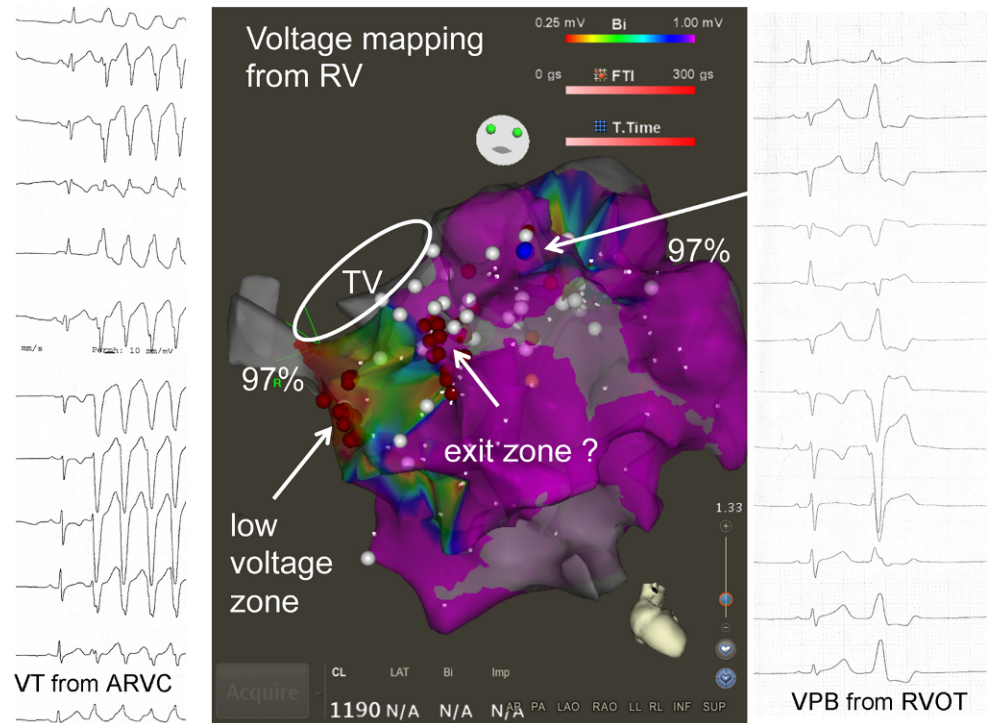 Voltage mapping
from RV
0.25 mV Bi 1.00 mV
0 gs FTI 300 gs
T.Time
TV
97%
97%
R
mm/s Perch: 10 mm/mV
exit zone ?
low
voltage
zone
1.33
VT from ARVC
Acquire
CL LAT Bi Imp
1190 N/A N/A N/A
AP PA LAO RAO LL RL INF SUP
VPB from RVOT